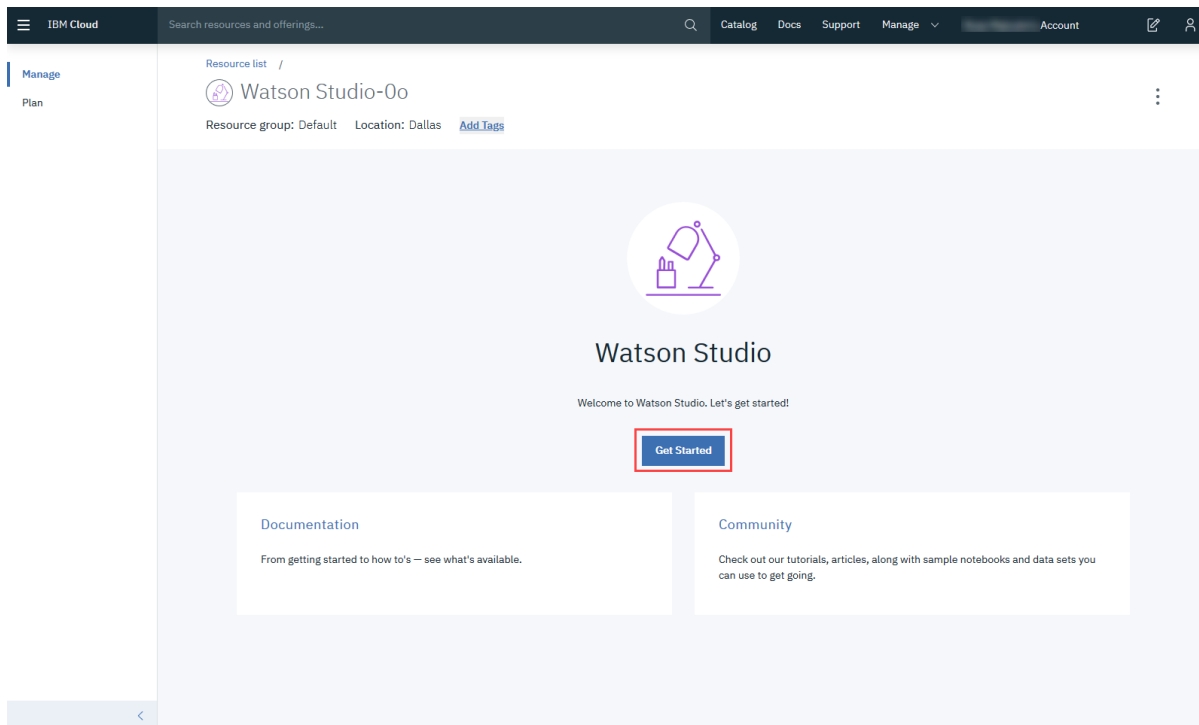 IBM Cloud
Search resources and offerings...
Catalog
Docs
Support
Manage
Account
Manage
Plan
Resource list /
Watson Studio-0o
Resource group: Default Location: Dallas Add Tags
Watson Studio
Welcome to Watson Studio. Let's get started!
Get Started
Documentation
From getting started to how to's — see what's available.
Community
Check out our tutorials, articles, along with sample notebooks and data sets you
can use to get going.